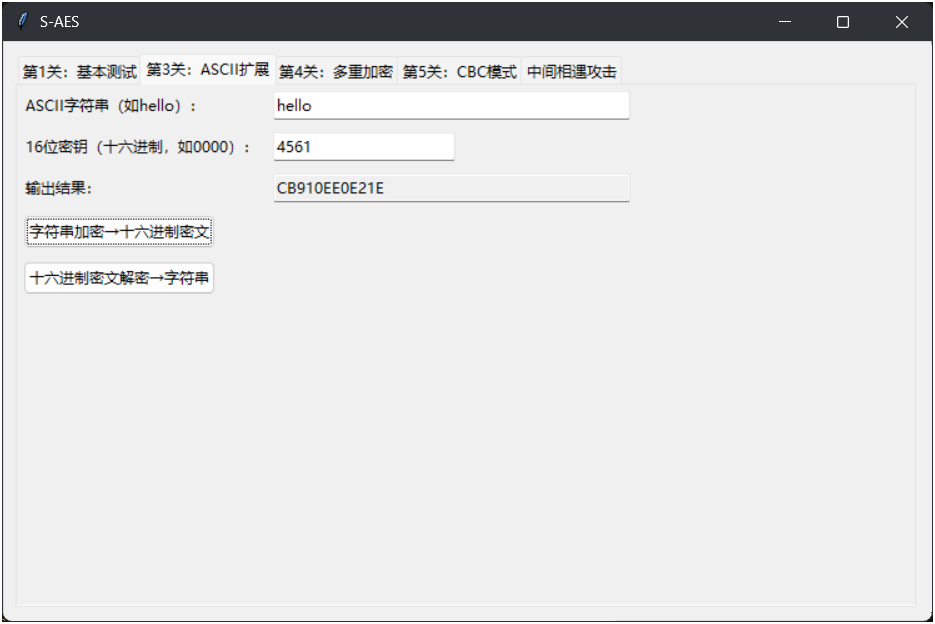 S-AES
第1关：基本测试 第3关：ASCII扩展 第4关：多重加密 第5关：CBC模式 中间相遇攻击
ASCII字符串（如hello）： hello
16位密钥（十六进制，如0000）： 4561
输出结果： CB910EE0E21E
字符串加密→十六进制密文
十六进制密文解密→字符串